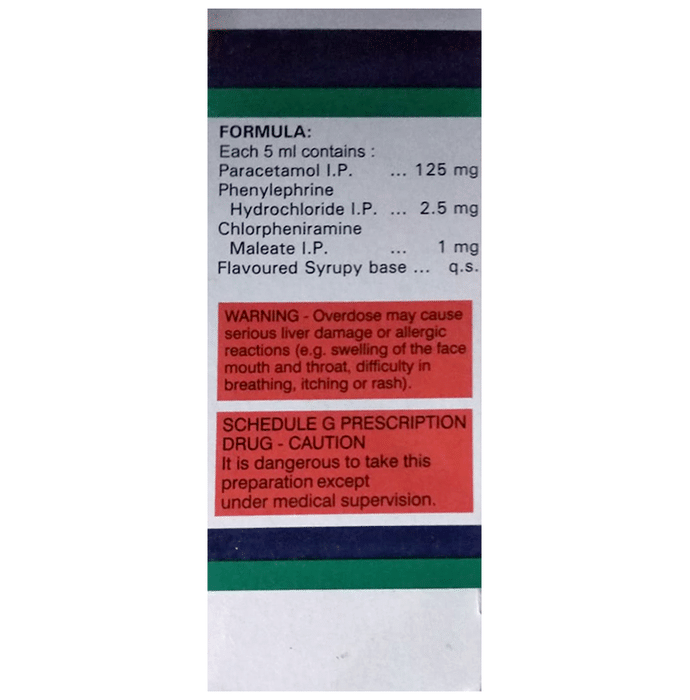 FORMULA:
Each 5 ml contains :
Paracetamol I.P. ... 125 mg
Phenylephrine
Hydrochloride I.P. ... 2.5 mg
Chlorpheniramine
Maleate I.P. ... 1 mg
Flavoured Syrupy base ... q.s.
WARNING - Overdose may cause
serious liver damage or allergic
reactions (e.g. swelling of the face
mouth and throat, difficulty in
breathing, itching or rash).
SCHEDULE G PRESCRIPTION
DRUG - CAUTION
It is dangerous to take this
preparation except
under medical supervision.